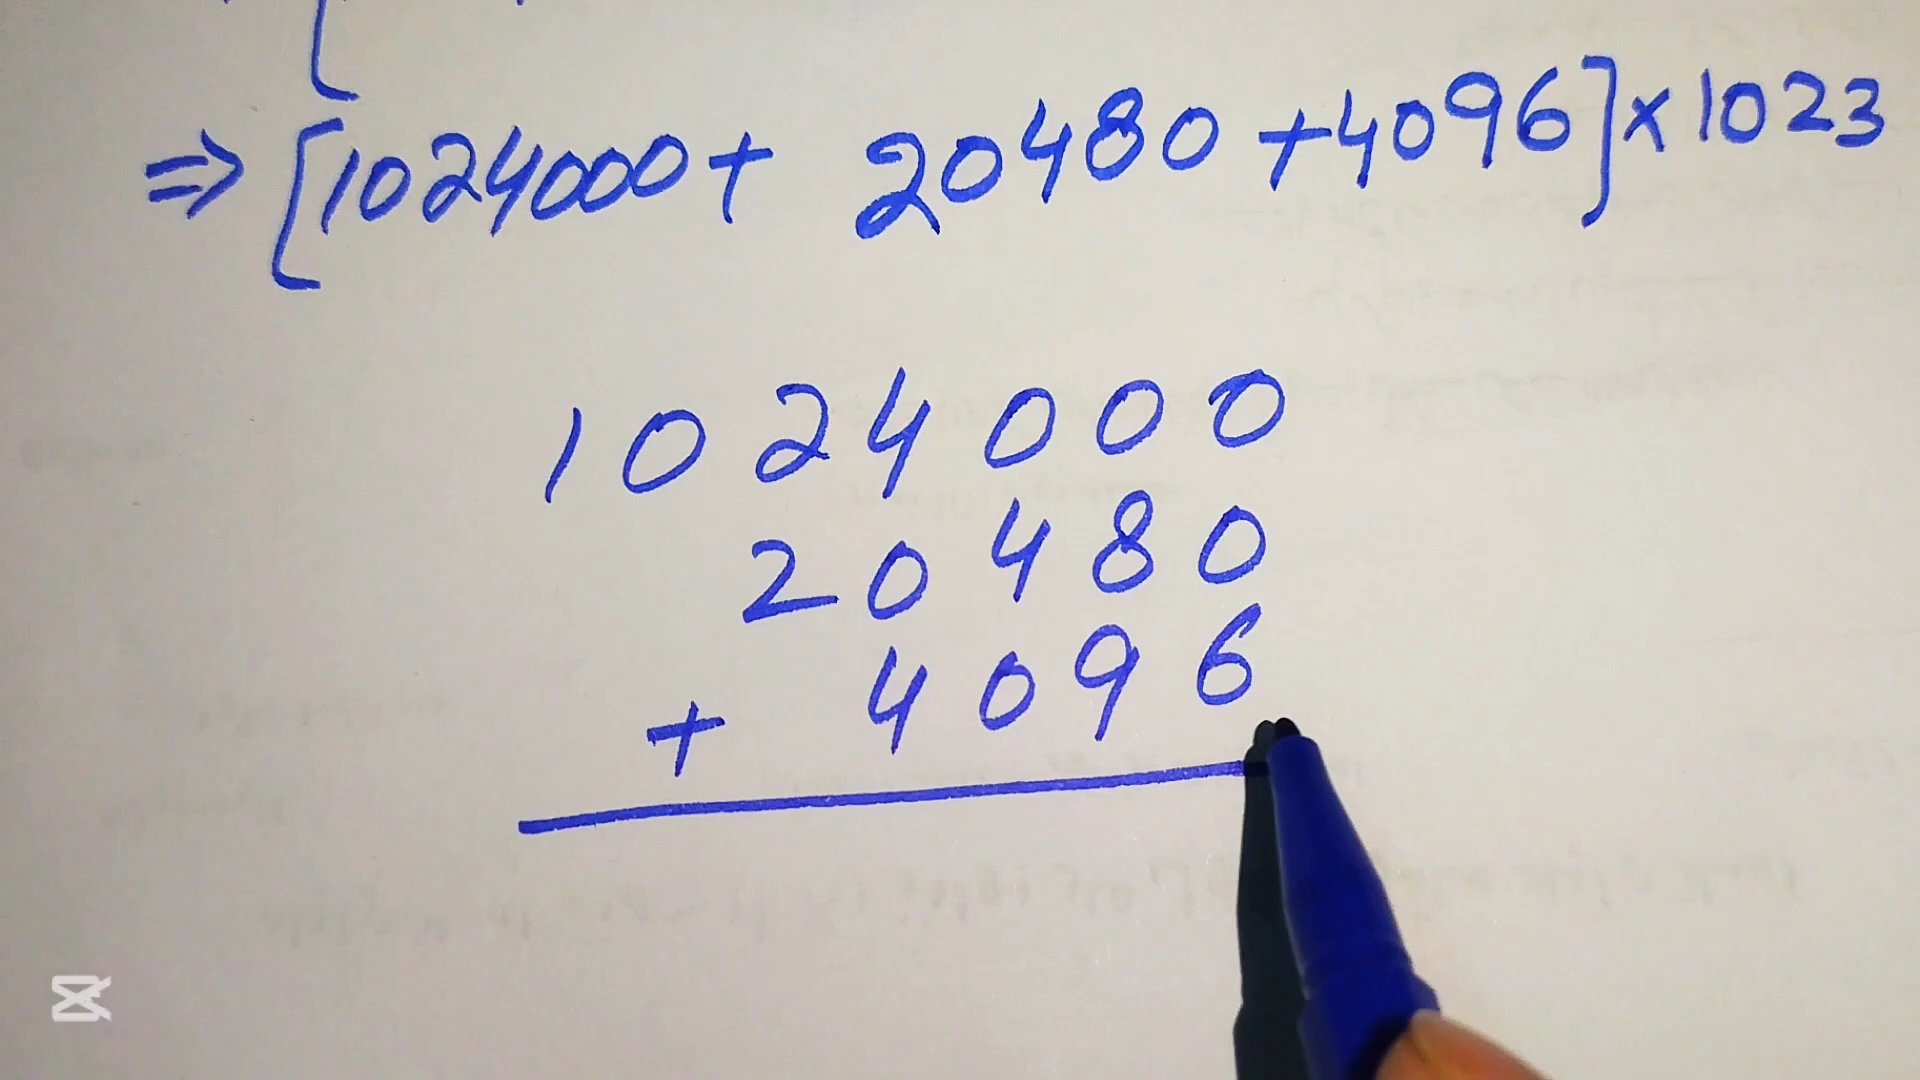 ⇒ [1024000 + 20480 + 4096] × 1023
1024000
20480
+ 4096